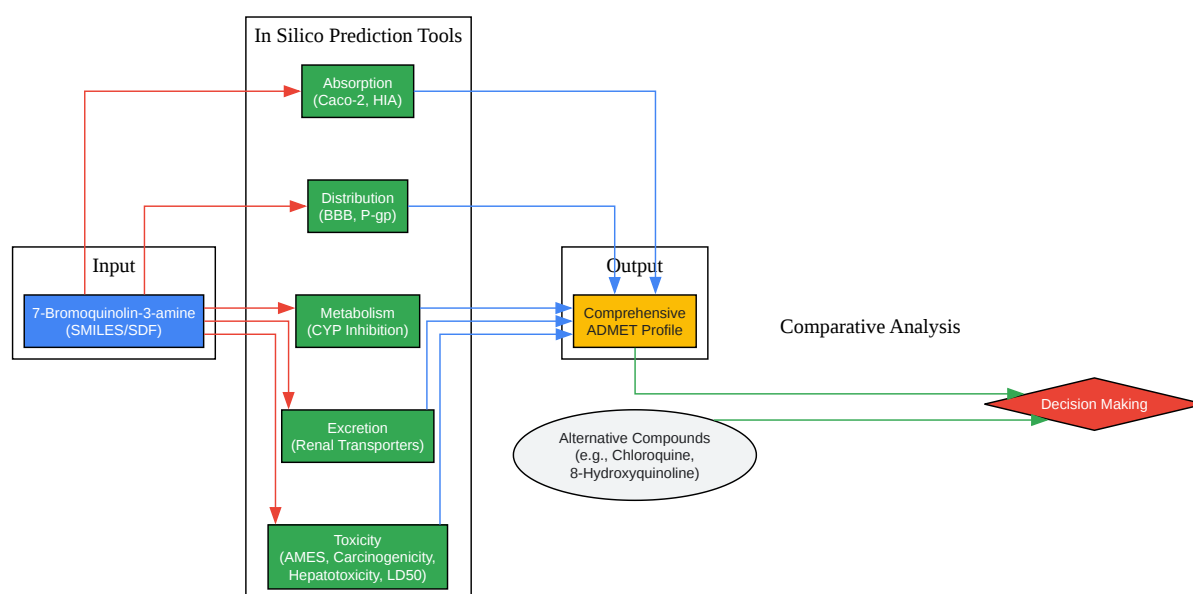 In Silico Prediction Tools
Absorption
(Caco-2, HIA)
Distribution
(BBB, P-gp)
Input
7-Bromoquinolin-3-amine
(SMILES/SDF)
Metabolism
(CYP Inhibition)
Excretion
(Renal Transporters)
Toxicity
(AMES, Carcinogenicity,
Hepatotoxicity, LD50)
Output
Comprehensive
ADMET Profile
Comparative Analysis
Alternative Compounds
(e.g., Chloroquine,
8-Hydroxyquinoline)
Decision Making